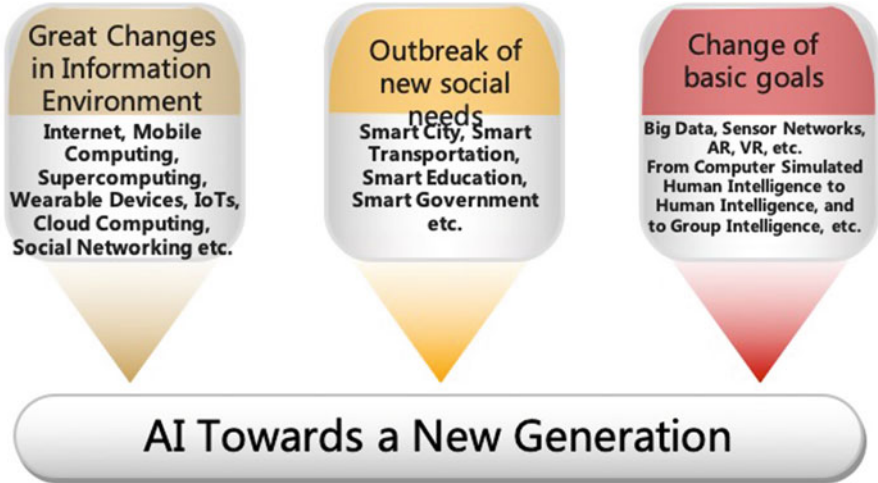 Great Changes
in Information
Environment
Internet, Mobile
Computing,
Supercomputing,
Wearable Devices, IoTs,
Cloud Computing,
Social Networking etc.
Outbreak of
new social
needs
Smart City, Smart
Transportation,
Smart Education,
Smart Government
etc.
Change of
basic goals
Big Data, Sensor Networks,
AR, VR, etc.
From Computer Simulated
Human Intelligence to
Human Intelligence, and
to Group Intelligence, etc.
AI Towards a New Generation